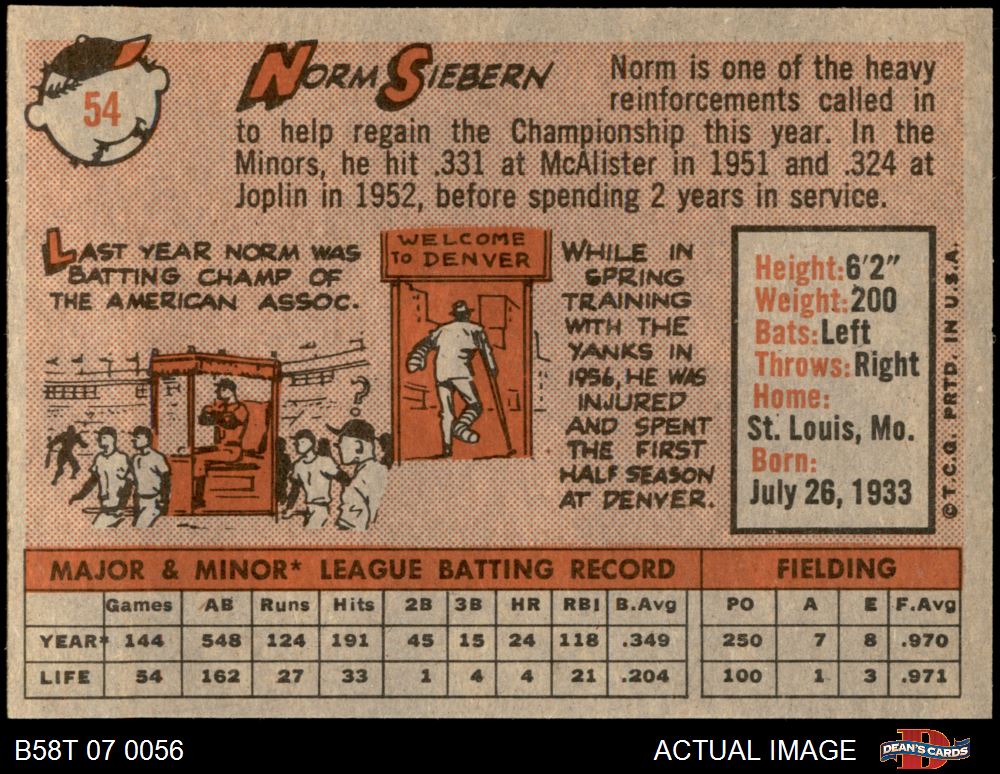 54
NORM SIEBERN
Norm is one of the heavy
reinforcements called in
to help regain the Championship this year. In the
Minors, he hit .331 at McAlister in 1951 and .324 at
Joplin in 1952, before spending 2 years in service.
LAST YEAR NORM WAS
BATTING CHAMP OF
THE AMERICAN ASSOC.
?
WELCOME
TO DENVER
WHILE IN
SPRING
TRAINING
WITH THE
YANKS IN
1956, HE WAS
INJURED
AND SPENT
THE FIRST
HALF SEASON
AT DENVER.
Height: 6'2"
Weight: 200
Bats: Left
Throws: Right
Home:
St. Louis, Mo.
Born:
July 26, 1933
© T.C.G. PRTD. IN U.S.A.
MAJOR & MINOR* LEAGUE BATTING RECORD FIELDING
Games AB Runs Hits 2B 3B HR RBI B.Avg PO A E F.Avg
YEAR* 144 548 124 191 45 15 24 118 .349 250 7 8 .970
LIFE 54 162 27 33 1 4 4 21 .204 100 1 3 .971
B58T 07 0056 ACTUAL IMAGE DEAN'S CARDS